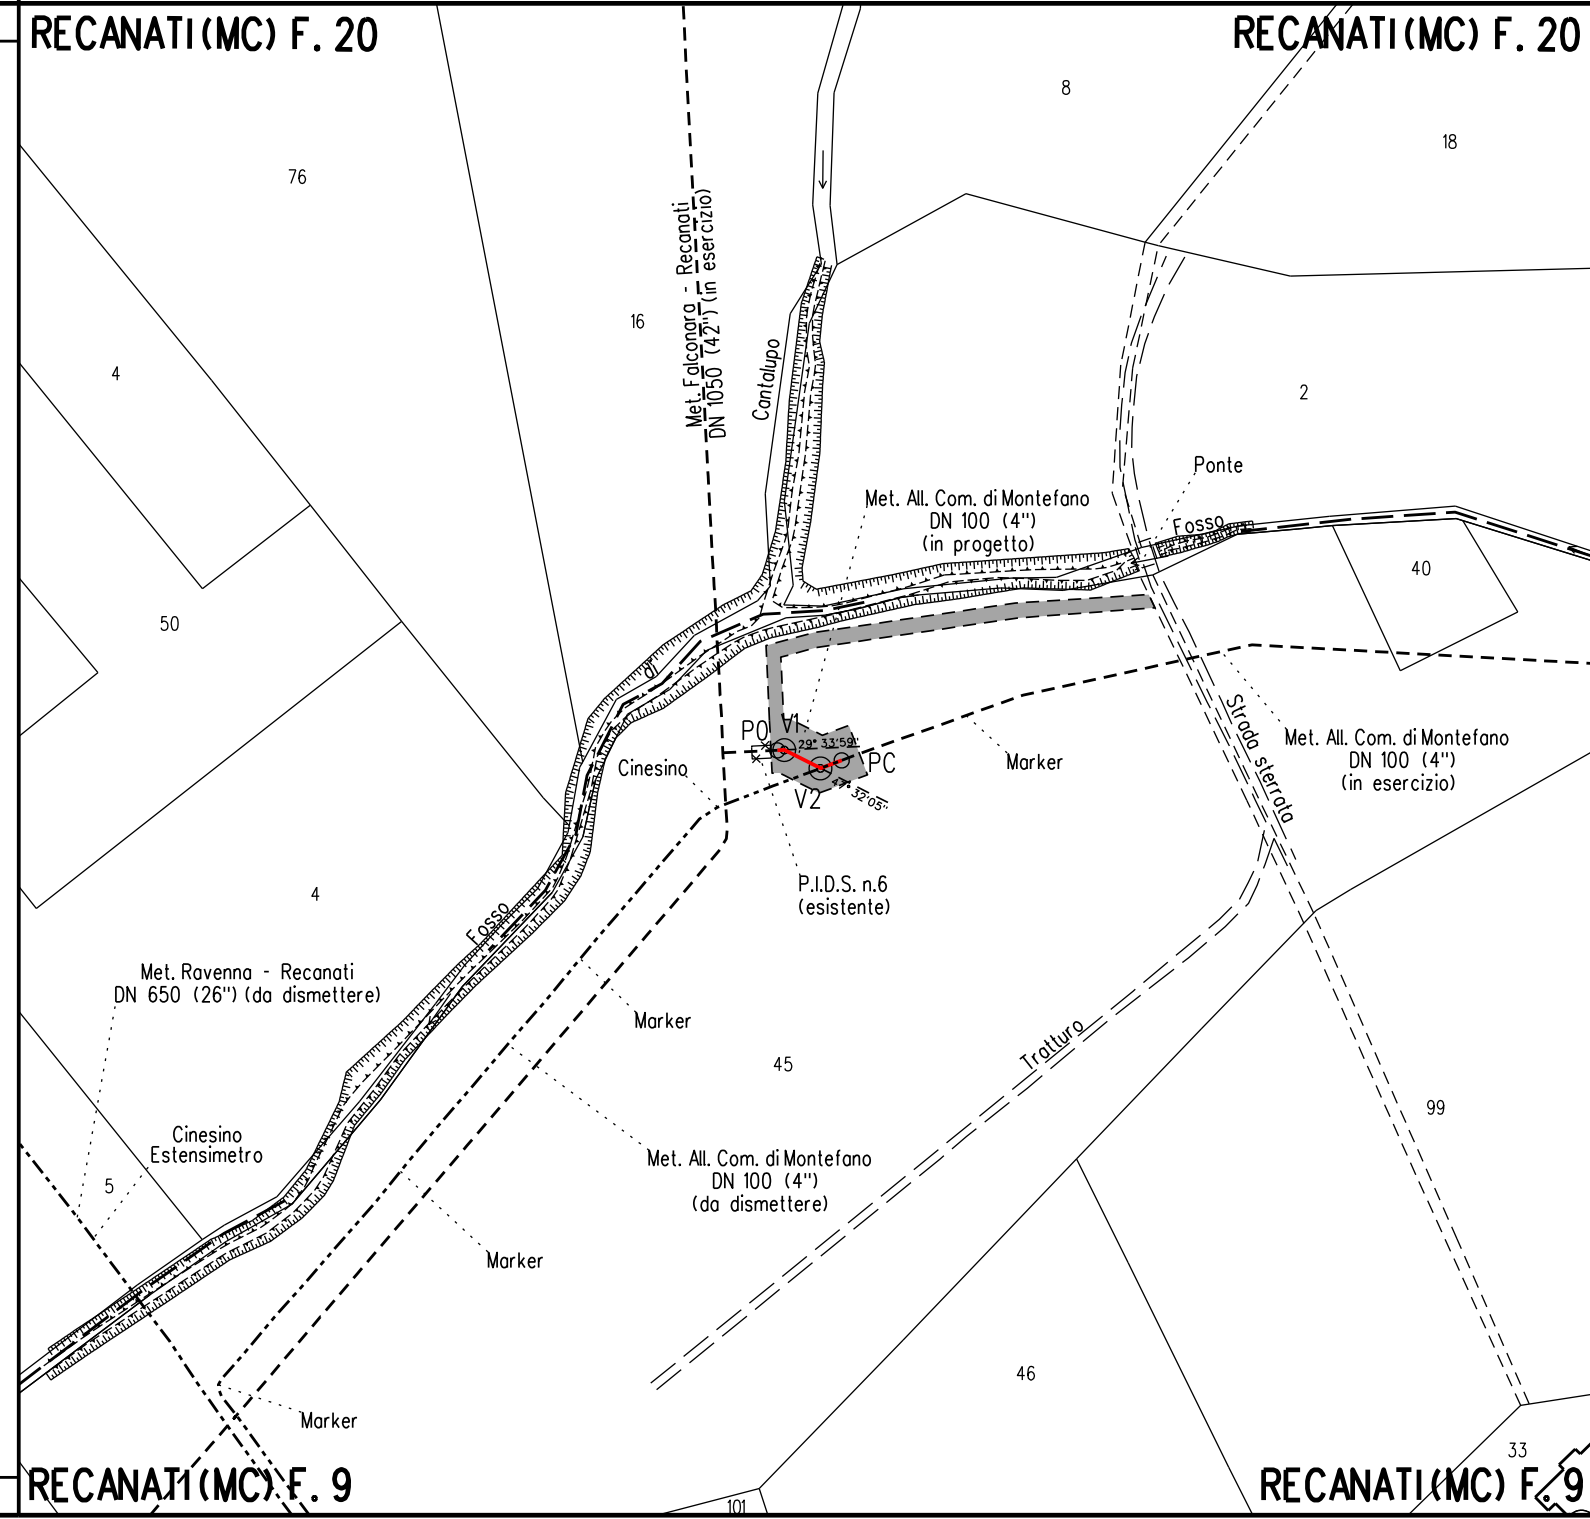 RECANATI(MC) F. 20
RECANATI(MC) F. 20
8
18
76
Met. Falconara - Recanati
DN 1050 (42") (in esercizio)
16
Cantalupo
4
2
Ponte
Met. All. Com. di Montefano
DN 100 (4")
(in progetto)
Fosso
40
50
di
Strada sterrata
P0
V1
29° 33'59"
PC
V2
32'05"
Cinesino
Marker
Met. All. Com. di Montefano
DN 100 (4")
(in esercizio)
P.I.D.S. n.6
(esistente)
4
Fosso
Met. Ravenna - Recanati
DN 650 (26") (da dismettere)
Marker
45
Tratturo
99
Cinesino
Estensimetro
5
Met. All. Com. di Montefano
DN 100 (4")
(da dismettere)
Marker
46
Marker
33
RECANATI(MC) F. 9
RECANATI(MC) F. 9
101